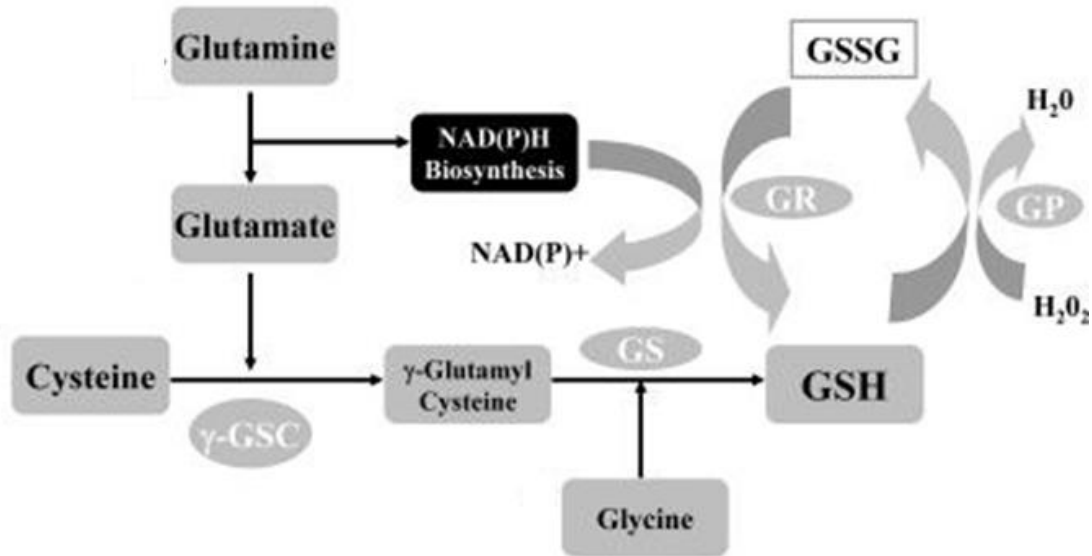 Glutamine
GSSG
H₂0
NAD(P)H
Biosynthesis
GR
GP
Glutamate
NAD(P)+
H₂0₂
GS
Cysteine
γ-Glutamyl
Cysteine
GSH
γ-GSC
Glycine